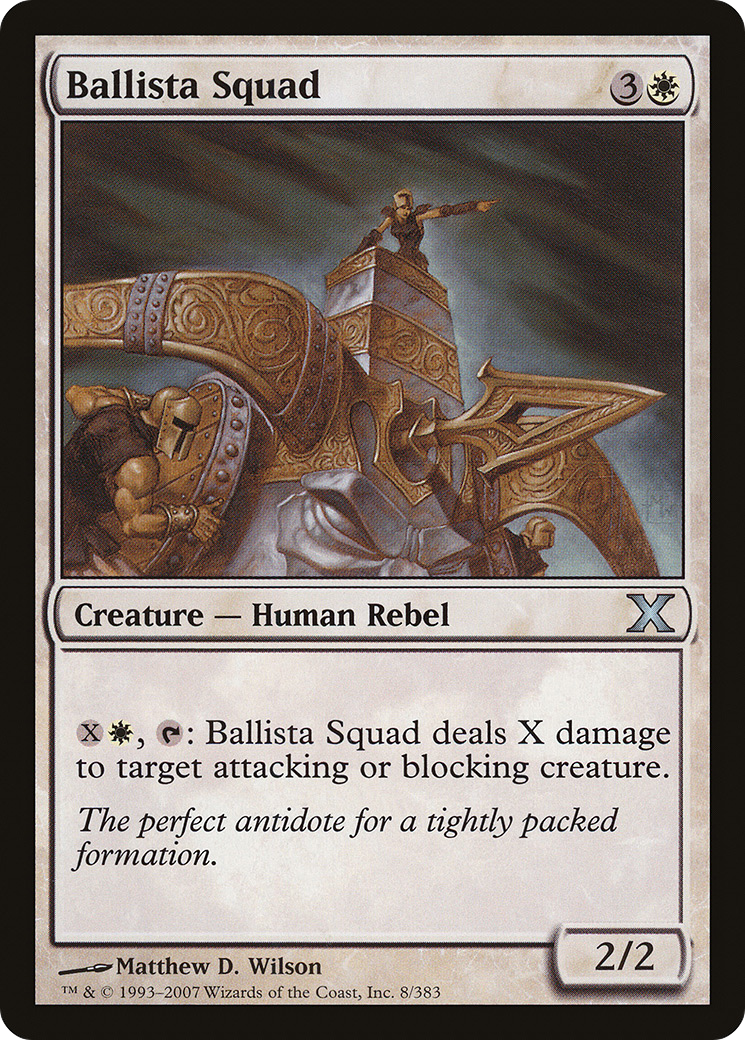 Ballista Squad
3
Creature — Human Rebel
X
X, : Ballista Squad deals X damage
to target attacking or blocking creature.
The perfect antidote for a tightly packed
formation.
2/2
Matthew D. Wilson
™ & © 1993–2007 Wizards of the Coast, Inc. 8/383